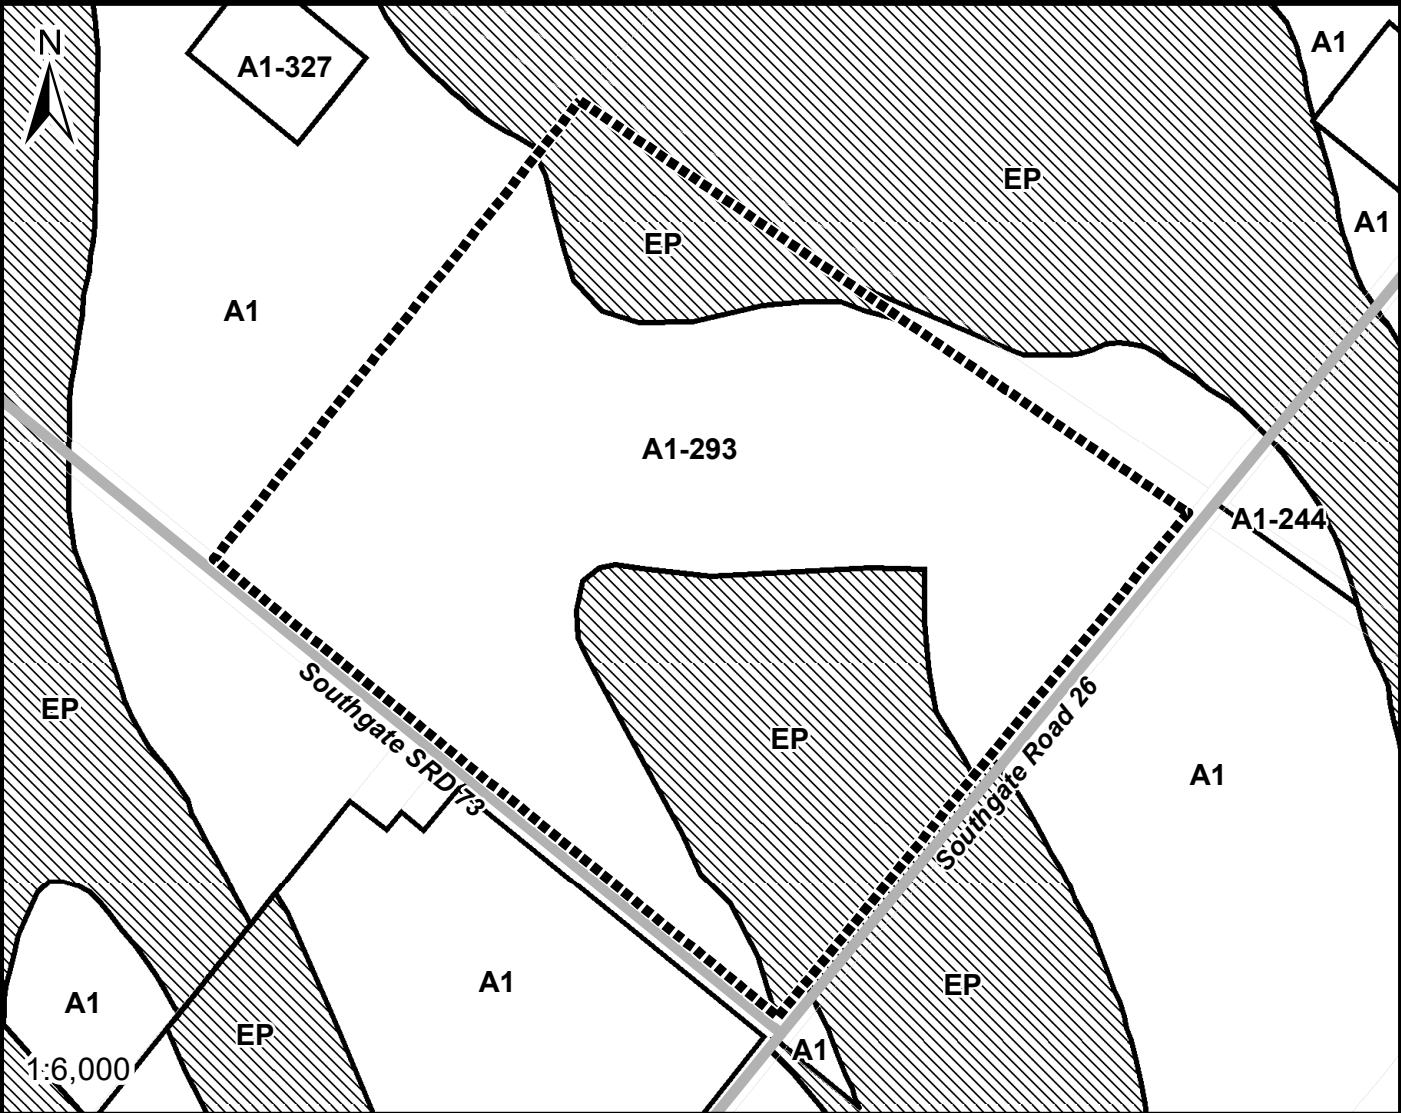 N
A1-327
A1
EP
A1
EP
A1
A1-293
A1-244
Southgate SRD 73
Southgate Road 26
EP
EP
A1
A1
EP
A1
EP
A1
1:6,000